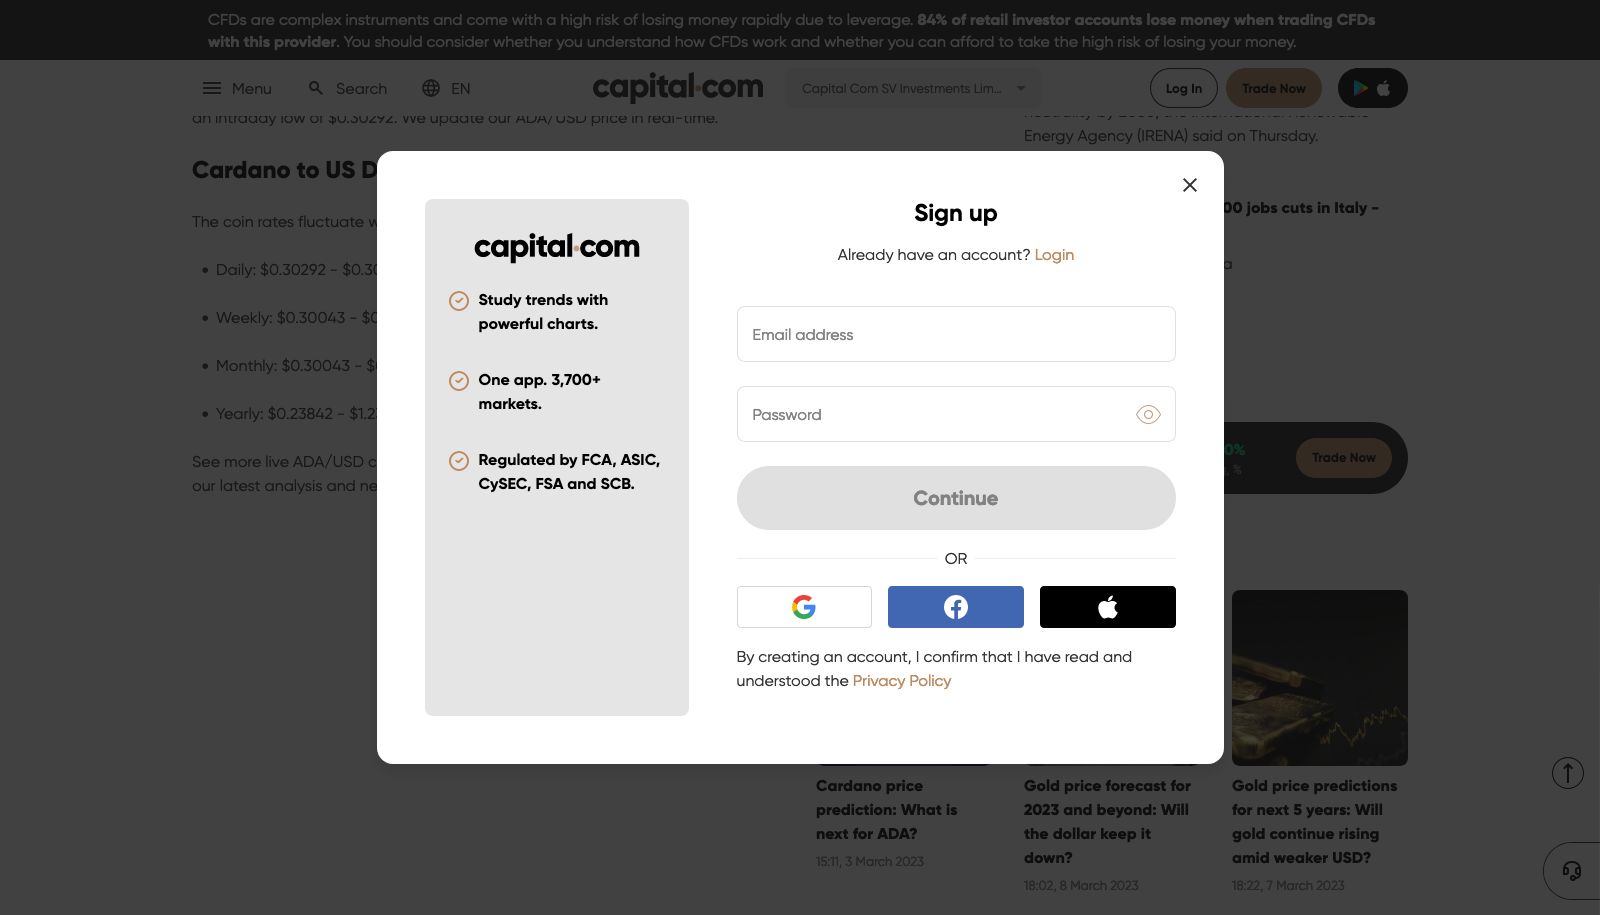 CFDs are complex instruments and come with a high risk of losing money rapidly due to leverage. 84% of retail investor accounts lose money when trading CFDs
with this provider. You should consider whether you understand how CFDs work and whether you can afford to take the high risk of losing your money.
Menu
Search
EN
capital.com
Capital Com SV Investments Lim...
Log In
Trade Now
an intraday low of $0.30292. We update our ADA/USD price in real-time.
Energy Agency (IRENA) said on Thursday.
Cardano to US D
The coin rates fluctuate
Daily: $0.30292 - $0.30
Weekly: $0.30043 - $0
Monthly: $0.30043 -
Yearly: $0.23842 - $1.2
See more live ADA/USD
our latest analysis and
00 jobs cuts in Italy -
0%
%
Trade Now
capital.com
Study trends with
powerful charts.
One app. 3,700+
markets.
Regulated by FCA, ASIC,
CySEC, FSA and SCB.
Sign up
Already have an account? Login
Email address
Password
Continue
OR
By creating an account, I confirm that I have read and
understood the Privacy Policy
Cardano price
prediction: What is
next for ADA?
15:11, 3 March 2023
Gold price forecast for
2023 and beyond: Will
the dollar keep it
down?
18:02, 8 March 2023
Gold price predictions
for next 5 years: Will
gold continue rising
amid weaker USD?
18:22, 7 March 2023